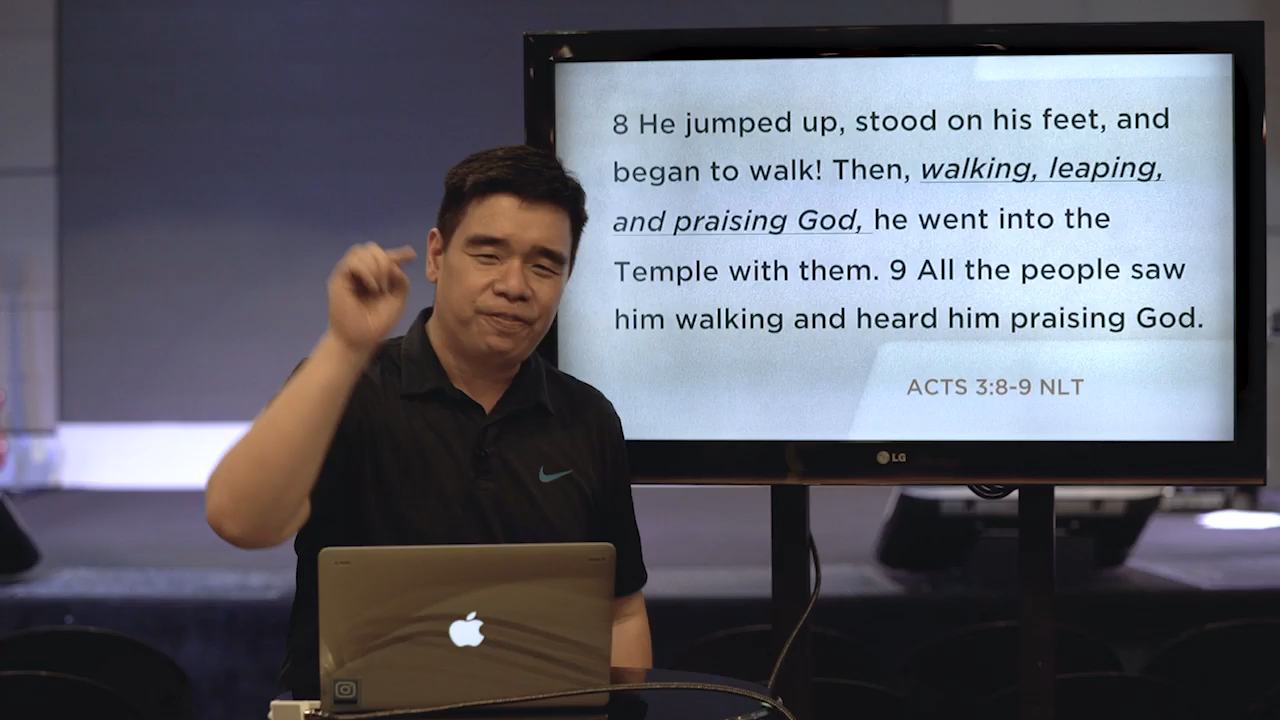 8 He jumped up, stood on his feet, and
began to walk! Then, walking, leaping,
and praising God, he went into the
Temple with them. 9 All the people saw
him walking and heard him praising God.
ACTS 3:8-9 NLT
LG